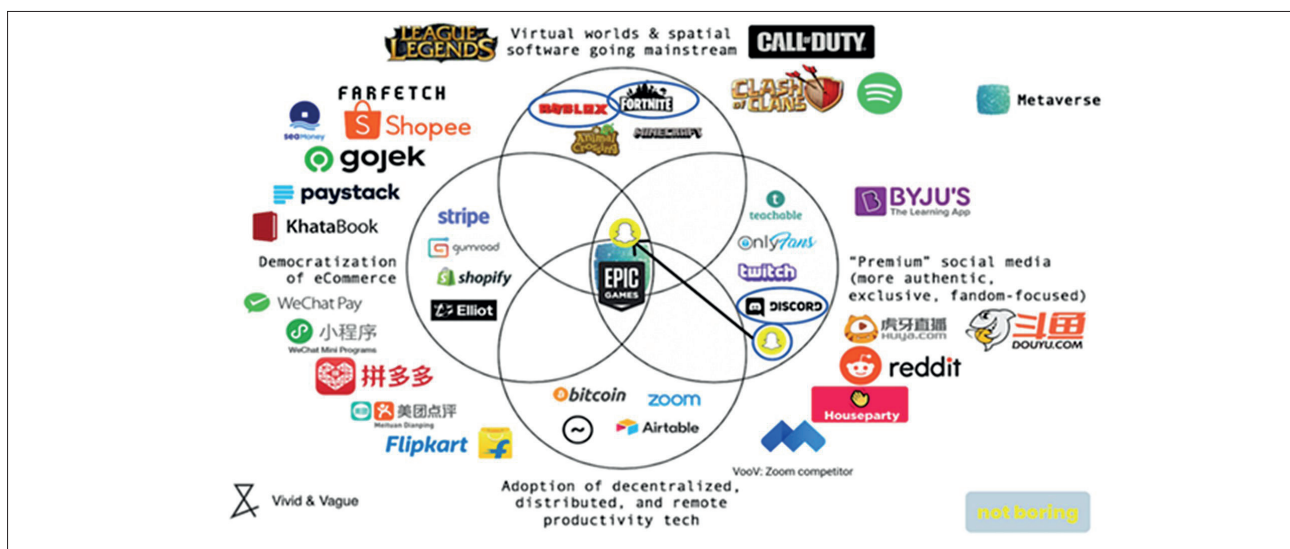 LEAGUE
OF
LEGENDS
Virtual worlds & spatial
software going mainstream
CALL OF DUTY
FARFETCH
seaMoney
Shopee
gojek
paystack
KhataBook
ROBLOX
FORTNITE
Animal
Crossing
MINECRAFT
CLASH
OF CLANS
Metaverse
stripe
gumroad
shopify
Elliot
EPIC
GAMES
teachable
OnlyFans
twitch
DISCORD
BYJU'S
The Learning App
Democratization
of eCommerce
"Premium" social media
(more authentic,
exclusive, fandom-focused)
WeChat Pay
小程序
WeChat Mini Programs
拼多多
美团点评
Meituan Dianping
Flipkart
虎牙直播
HUYA.COM
斗鱼
DOUYU.COM
reddit
Houseparty
bitcoin
zoom
~
Airtable
VooV: Zoom competitor
Adoption of decentralized,
distributed, and remote
productivity tech
Vivid & Vague
not boring